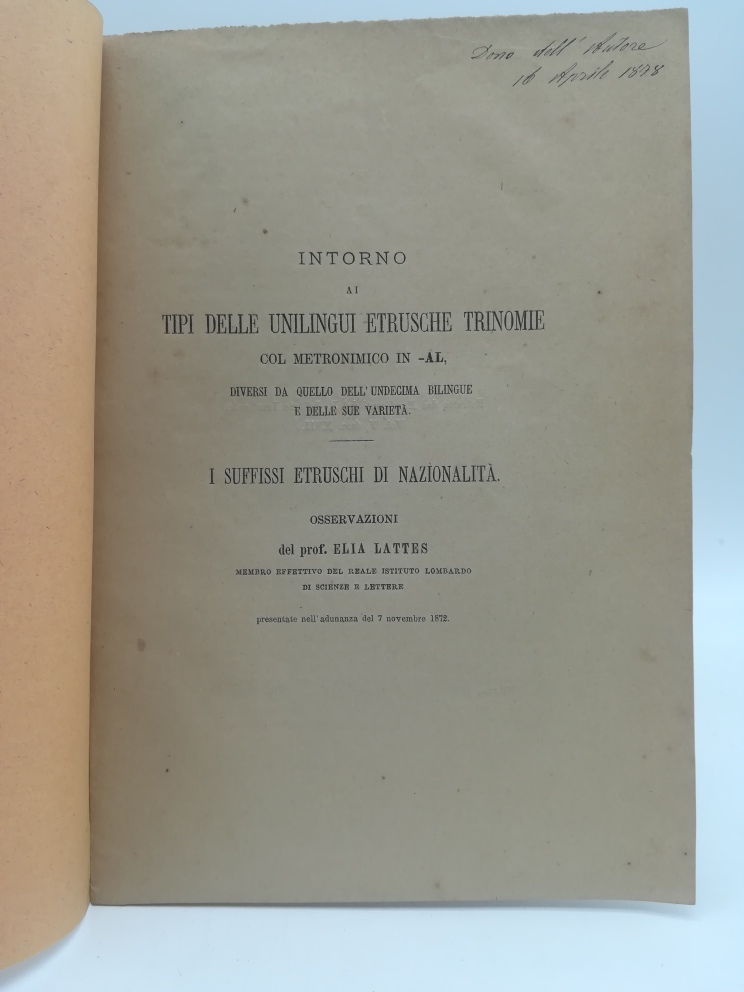 Dono dell'Autore
16 Aprile 1878
INTORNO
AI
TIPI DELLE UNILINGUI ETRUSCHE TRINOMIE
COL METRONIMICO IN -ÁL,
DIVERSI DA QUELLO DELL'UNDECIMA BILINGUE
E DELLE SUE VARIETÀ.
I SUFFISSI ETRUSCHI DI NAZIONALITÀ.
OSSERVAZIONI
del prof. ELIA LATTES
MEMBRO EFFETTIVO DEL REALE ISTITUTO LOMBARDO
DI SCIENZE E LETTERE
presentate nell'adunanza del 7 novembre 1872.